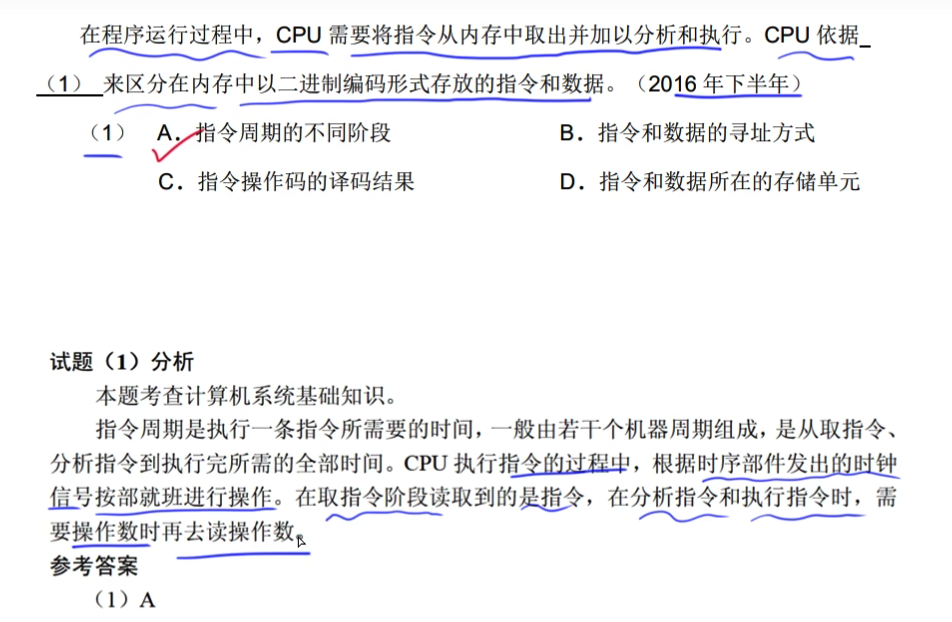 在程序运行过程中，CPU 需要将指令从内存中取出并加以分析和执行。CPU 依据_
（1） 来区分在内存中以二进制编码形式存放的指令和数据。（2016 年下半年）
（1） A．指令周期的不同阶段 B．指令和数据的寻址方式
C．指令操作码的译码结果 D．指令和数据所在的存储单元
试题（1）分析
本题考查计算机系统基础知识。
指令周期是执行一条指令所需要的时间，一般由若干个机器周期组成，是从取指令、
分析指令到执行完所需的全部时间。CPU 执行指令的过程中，根据时序部件发出的时钟
信号按部就班进行操作。在取指令阶段读取到的是指令，在分析指令和执行指令时，需
要操作数时再去读操作数。
参考答案
（1）A